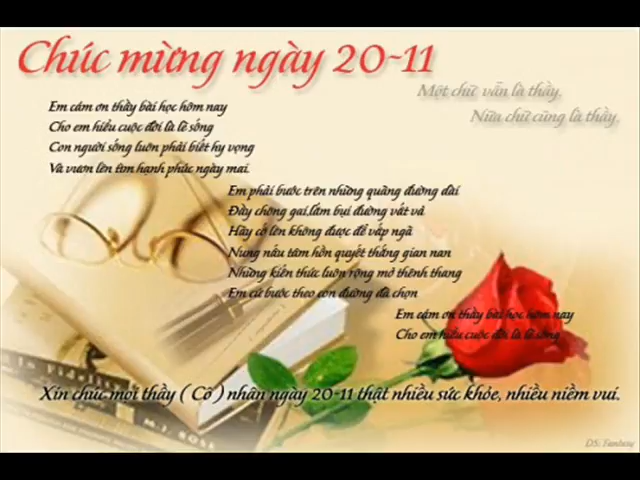 Chúc mừng ngày 20-11
Một chữ vẫn là thầy,
Nửa chữ cũng là thầy,
Em cám ơn thầy bài học hôm nay
Cho em hiểu cuộc đời là lẽ sống
Con người sống luôn phải biết hy vọng
Và vươn lên tìm hạnh phúc ngày mai.
Em phải bước trên những quãng đường dài
Đầy chông gai,lắm bụi đường vất vả
Hãy cố lên không được để vấp ngã
Nung nấu tâm hồn quyết thắng gian nan
Những kiến thức luôn rộng mở thênh thang
Em cứ bước theo con đường đã chọn
Em cám ơn thầy bài học hôm nay
Cho em hiểu cuộc đời là lẽ sống
Xin chúc mọi thầy ( Cô ) nhân ngày 20-11 thật nhiều sức khỏe, nhiều niềm vui.
M.J. ROSS